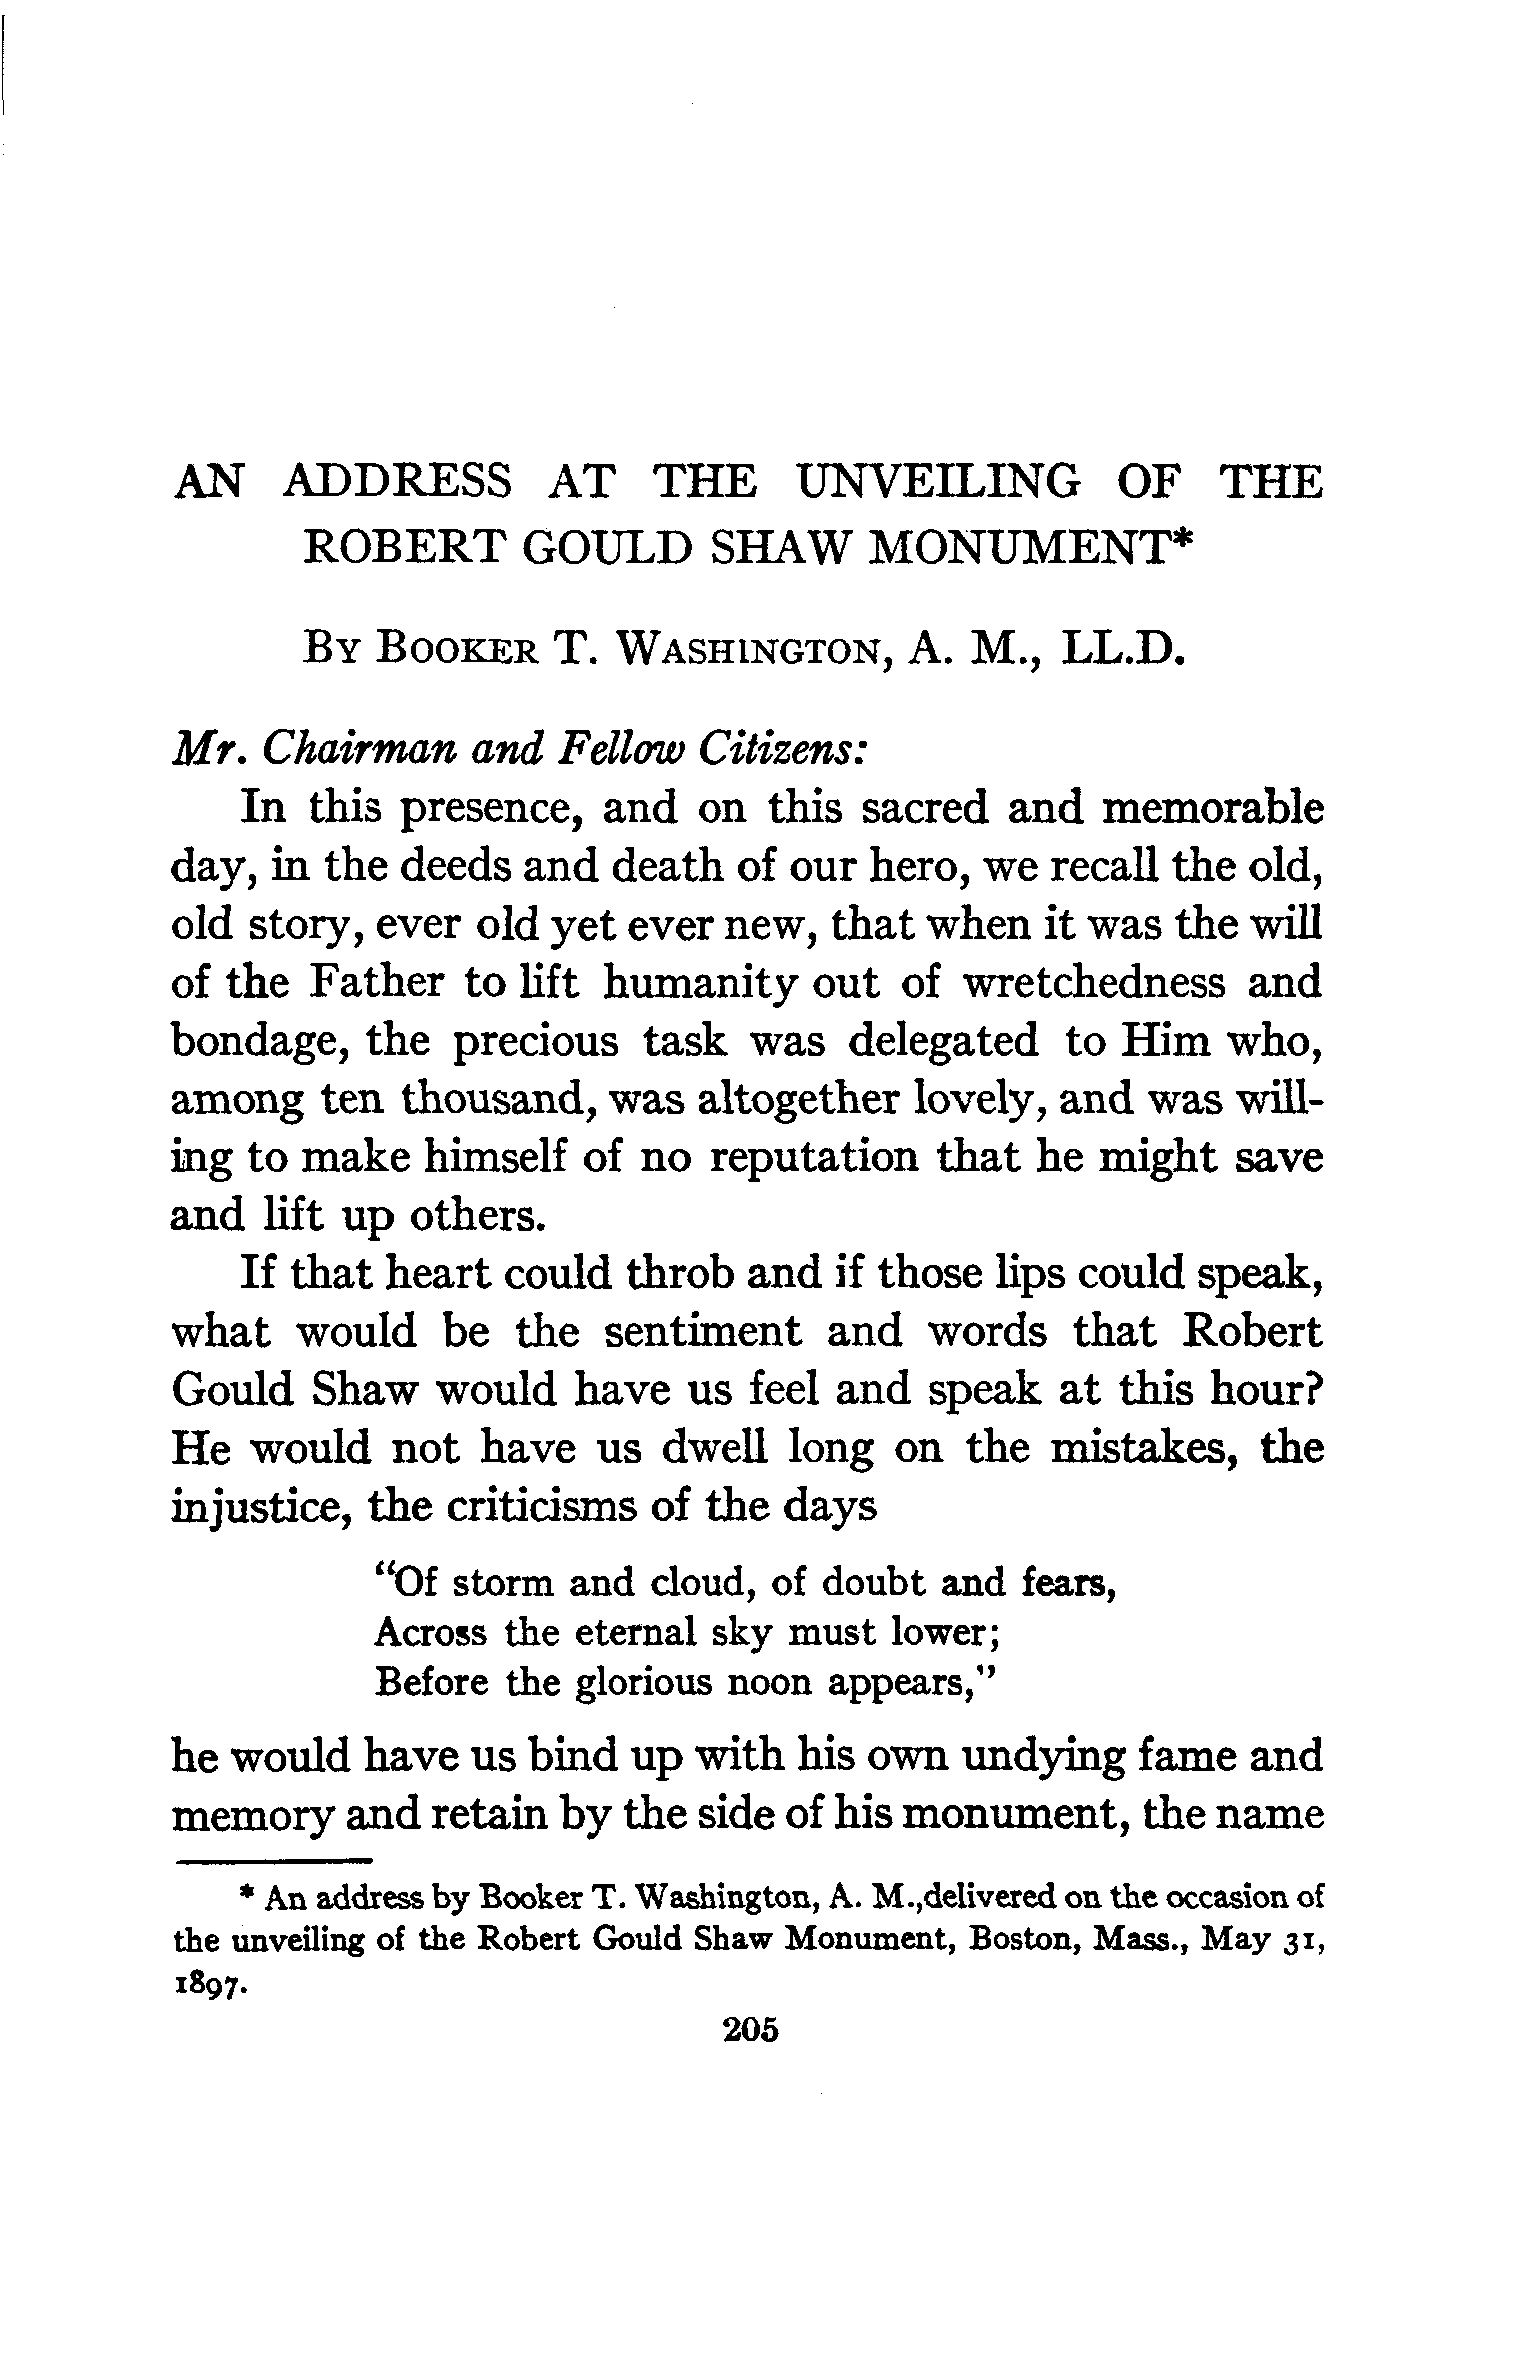 AN ADDRESS AT THE UNVEILING OF THE
ROBERT GOULD SHAW MONUMENT*
By Booker T. Washington, A. M., LL.D.
Mr. Chairman and Fellow Citizens:
In this presence, and on this sacred and memorable
day, in the deeds and death of our hero, we recall the old,
old story, ever old yet ever new, that when it was the will
of the Father to lift humanity out of wretchedness and
bondage, the precious task was delegated to Him who,
among ten thousand, was altogether lovely, and was will-
ing to make himself of no reputation that he might save
and lift up others.
If that heart could throb and if those lips could speak,
what would be the sentiment and words that Robert
Gould Shaw would have us feel and speak at this hour?
He would not have us dwell long on the mistakes, the
injustice, the criticisms of the days
"Of storm and cloud, of doubt and fears,
Across the eternal sky must lower;
Before the glorious noon appears,"
he would have us bind up with his own undying fame and
memory and retain by the side of his monument, the name
* An address by Booker T. Washington, A. M.,delivered on the occasion of
the unveiling of the Robert Gould Shaw Monument, Boston, Mass., May 31,
1897.
205